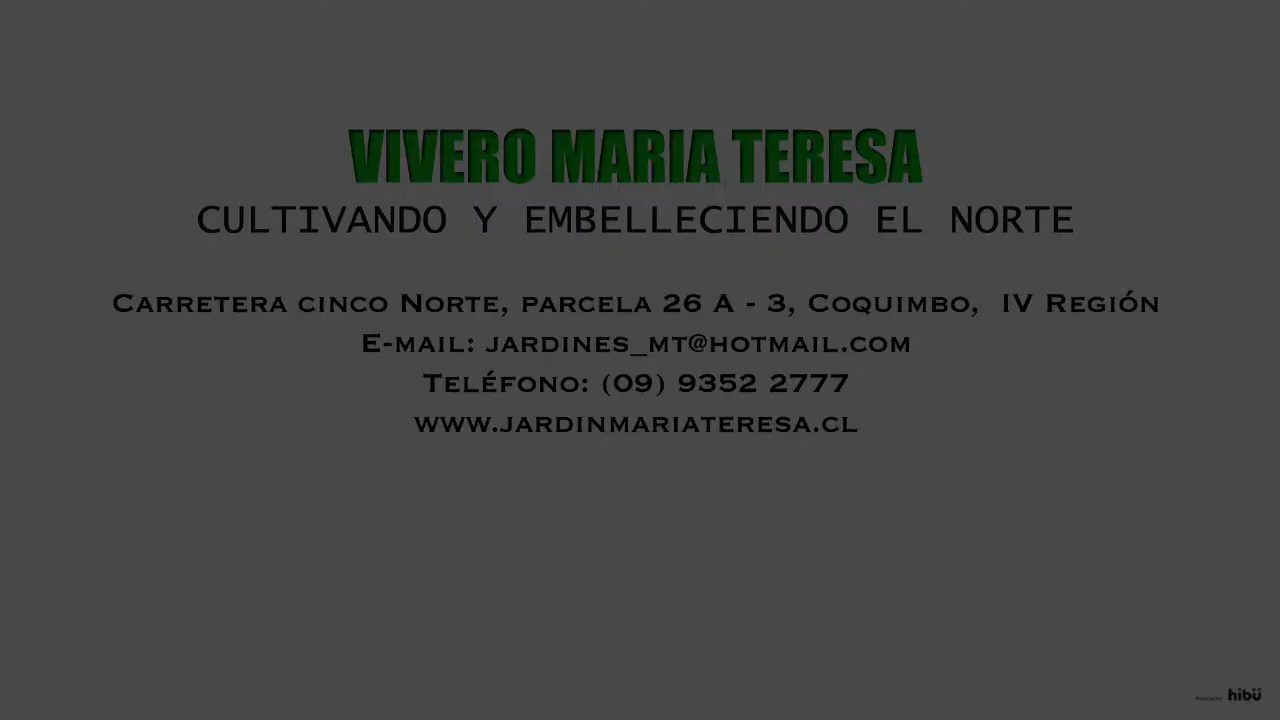 VIVERO MARIA TERESA
CULTIVANDO Y EMBELLECIENDO EL NORTE
CARRETERA CINCO NORTE, PARCELA 26 A - 3, COQUIMBO, IV REGIÓN
E-MAIL: JARDINES_MT@HOTMAIL.COM
TELÉFONO: (09) 9352 2777
WWW.JARDINMARIATERESA.CL
hibü